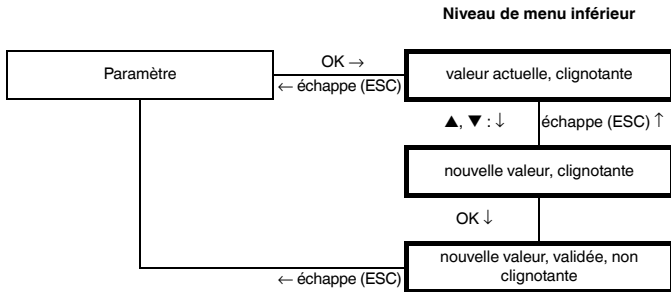 Niveau de menu inférieur
Paramètre
OK →
← échappe (ESC)
valeur actuelle, clignotante
▲, ▼ : ↓
échappe (ESC) ↑
nouvelle valeur, clignotante
OK ↓
nouvelle valeur, validée, non
clignotante
← échappe (ESC)